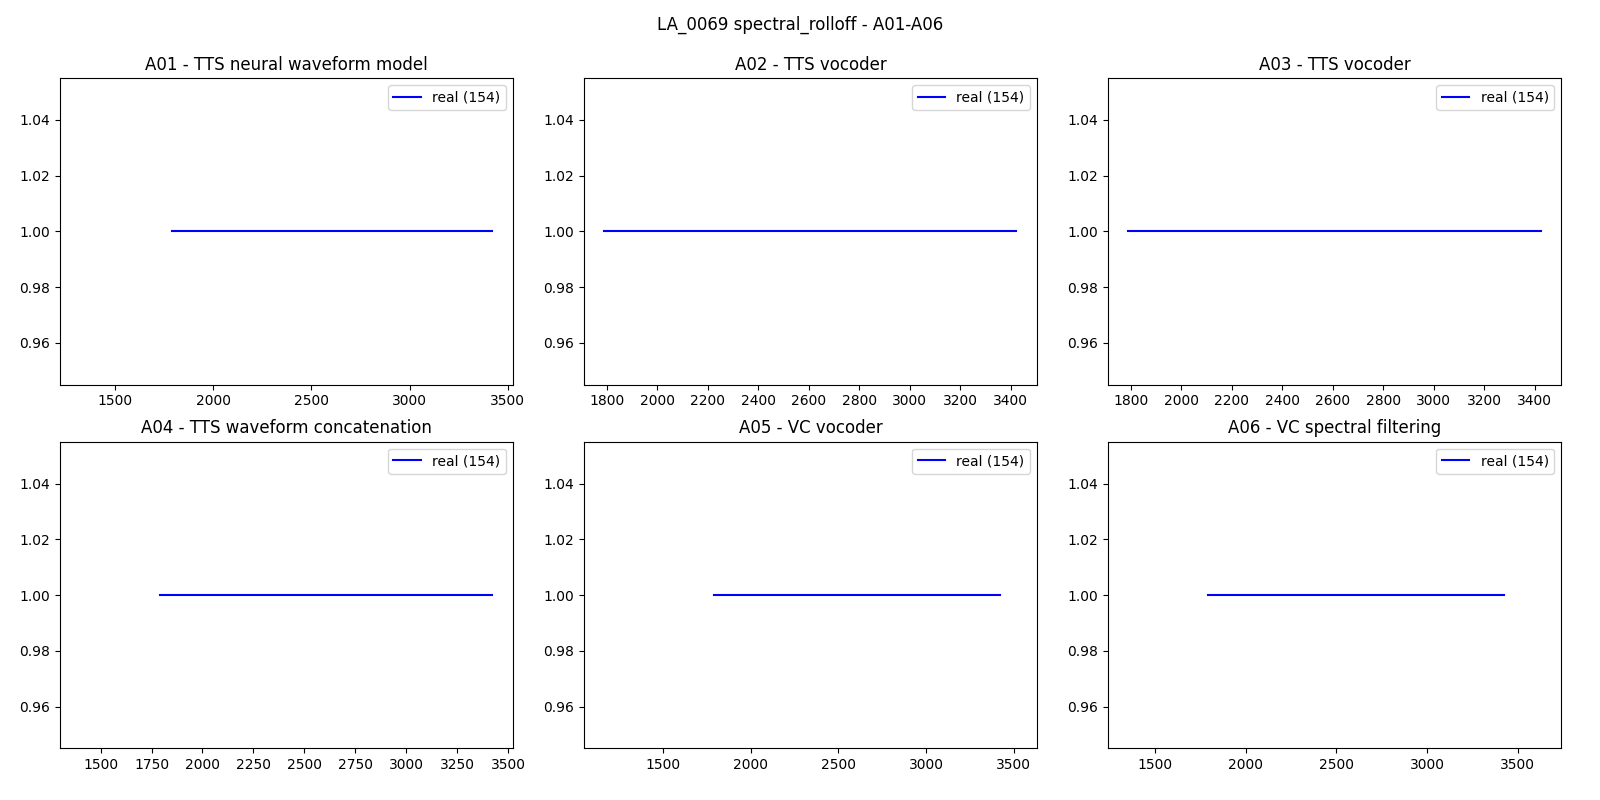 LA_0069 spectral_rolloff - A01-A06
A01 - TTS neural waveform model
real (154)
1.04
1.02
1.00
0.98
0.96
1500 2000 2500 3000 3500
A02 - TTS vocoder
real (154)
1.04
1.02
1.00
0.98
0.96
1800 2000 2200 2400 2600 2800 3000 3200 3400
A03 - TTS vocoder
real (154)
1.04
1.02
1.00
0.98
0.96
1800 2000 2200 2400 2600 2800 3000 3200 3400
A04 - TTS waveform concatenation
real (154)
1.04
1.02
1.00
0.98
0.96
1500 1750 2000 2250 2500 2750 3000 3250 3500
A05 - VC vocoder
real (154)
1.04
1.02
1.00
0.98
0.96
1500 2000 2500 3000 3500
A06 - VC spectral filtering
real (154)
1.04
1.02
1.00
0.98
0.96
1500 2000 2500 3000 3500